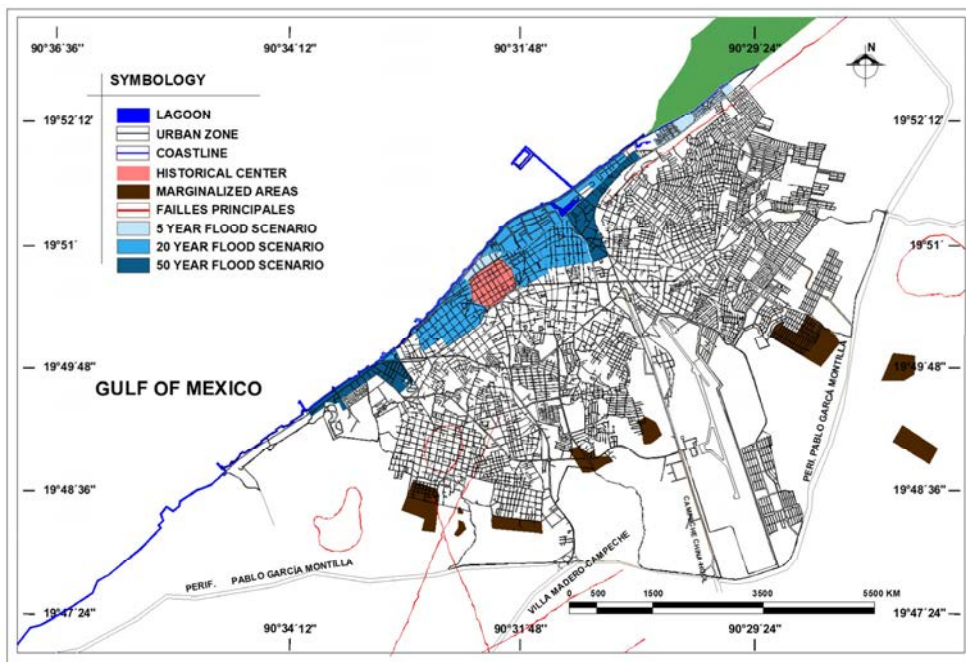 90°36´36´´
90°34´12´´
90°31´48´´
90°29´24´´
N
SYMBOLOGY
LAGOON
URBAN ZONE
COASTLINE
HISTORICAL CENTER
MARGINALIZED AREAS
FAILLES PRINCIPALES
5 YEAR FLOOD SCENARIO
20 YEAR FLOOD SCENARIO
50 YEAR FLOOD SCENARIO
19°52´12´´
19°52´12´´
19°51´
19°51´
19°49´48´´
19°49´48´´
GULF OF MEXICO
PERI. PABLO GARCÁ MONTILLA
19°48´36´´
19°48´36´´
PERIF. PABLO GARCÍA MONTILLA
VILLA MADERO-CAMPECHE
CAMPECHE CHINA
0 500 1500 3500 5500 KM
19°47´24´´
19°47´24´´
90°34´12´´
90°31´48´´
90°29´24´´